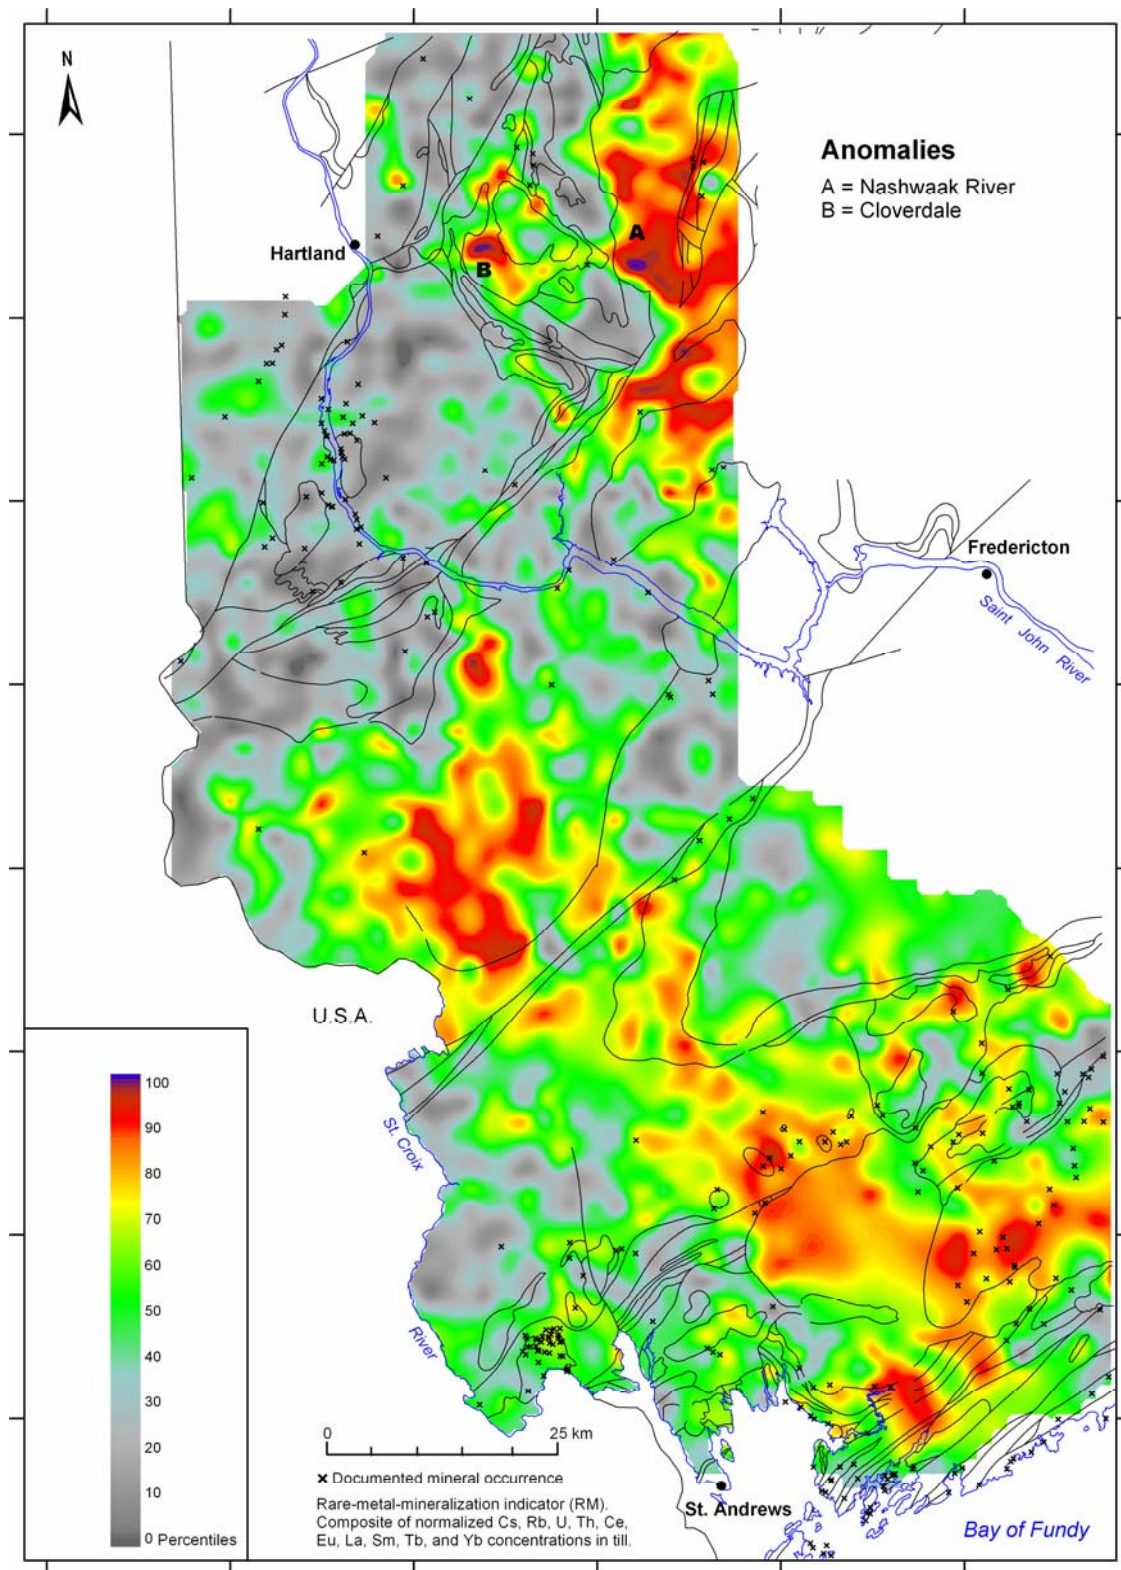 N
Anomalies
A = Nashwaak River
B = Cloverdale
A
Hartland
B
Fredericton
Saint John River
U.S.A.
St. Croix
River
100
90
80
70
60
50
40
30
20
10
0 Percentiles
0
25 km
× Documented mineral occurrence
Rare-metal-mineralization indicator (RM).
Composite of normalized Cs, Rb, U, Th, Ce,
Eu, La, Sm, Tb, and Yb concentrations in till.
St. Andrews
Bay of Fundy